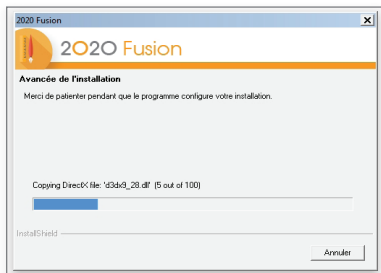 2020 Fusion
2020 Fusion
Avancée de l'installation
Merci de patienter pendant que le programme configure votre installation.
Copying DirectX file: 'd3dx9_28.dll' (5 out of 100)
InstallShield
Annuler